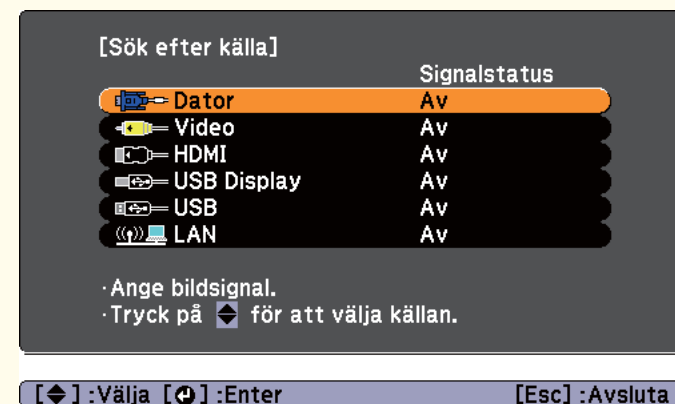 [Sök efter källa]
Signalstatus
Dator Av
Video Av
HDMI Av
USB Display Av
USB Av
LAN Av
·Ange bildsignal.
·Tryck på för att välja källan.
[ ] :Välja [ ] :Enter [Esc] :Avsluta